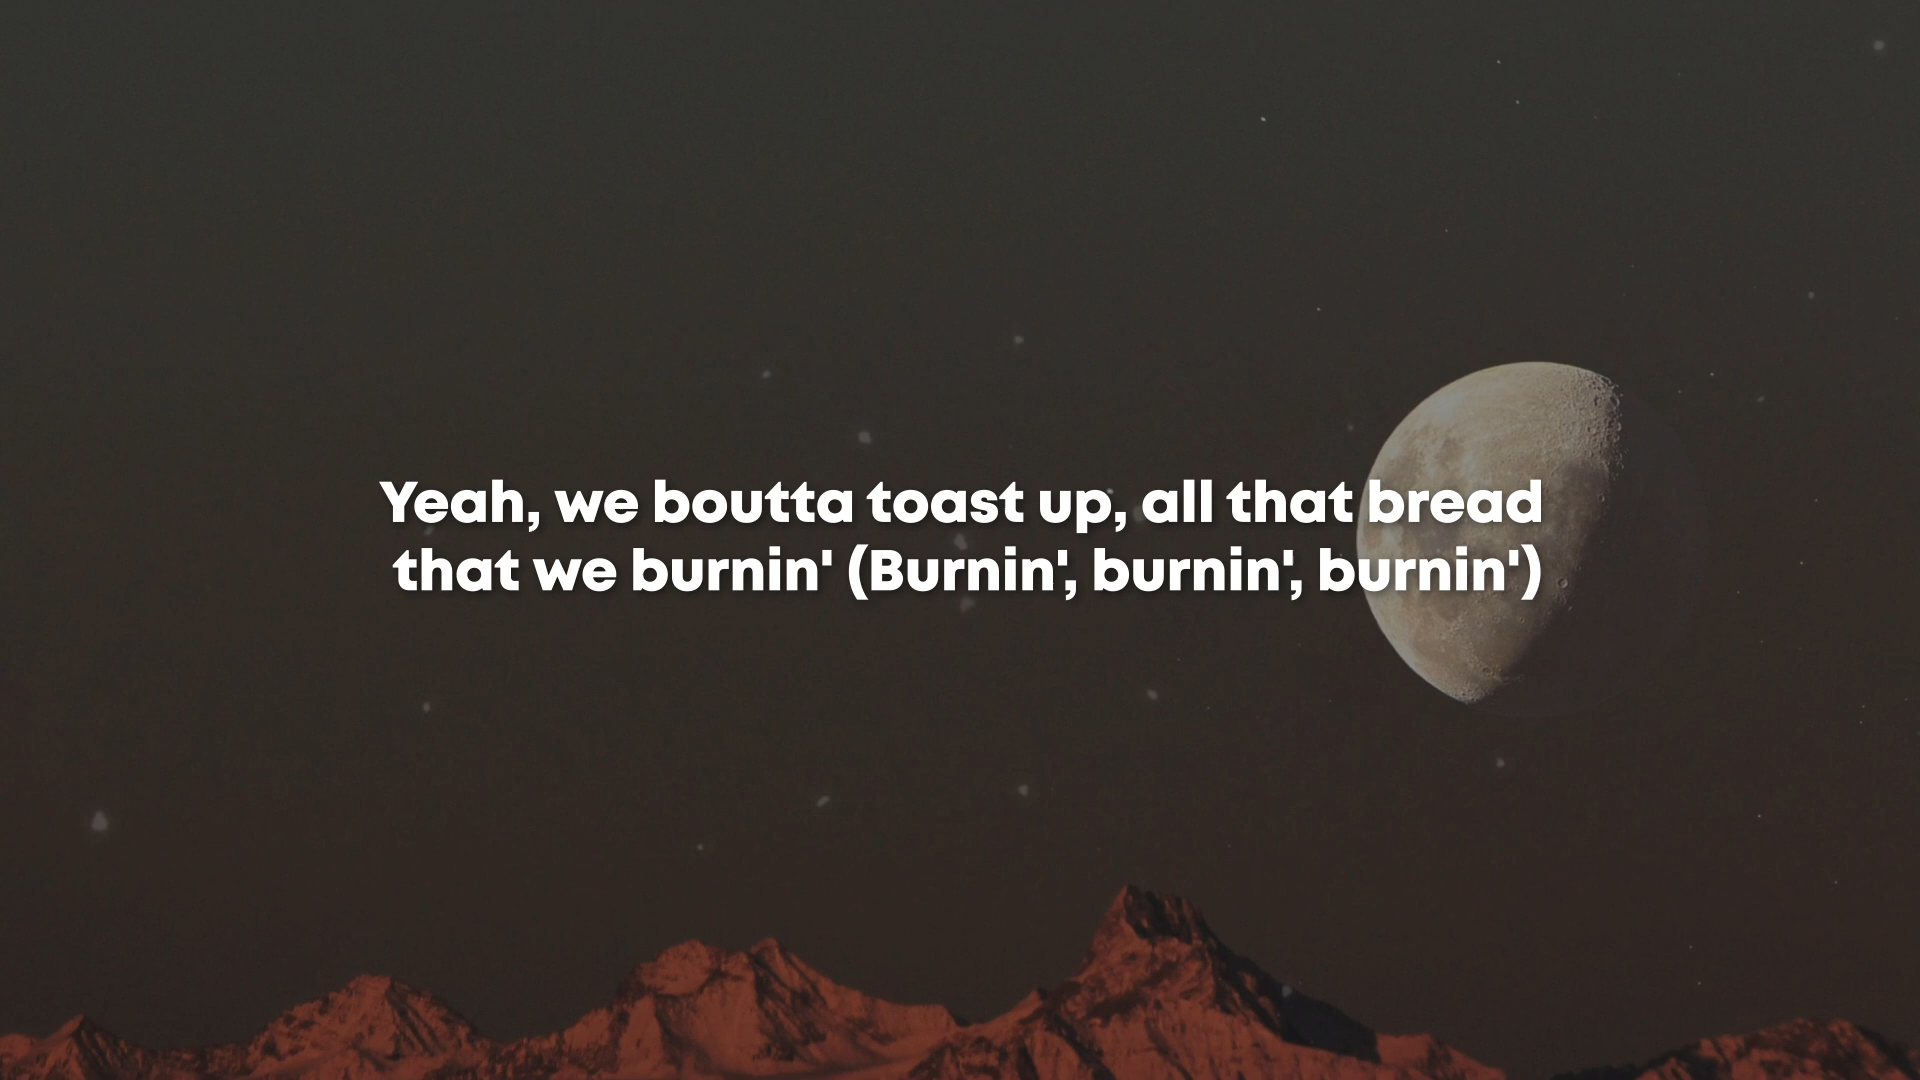 Yeah, we boutta toast up, all that bread
that we burnin' (Burnin', burnin', burnin')